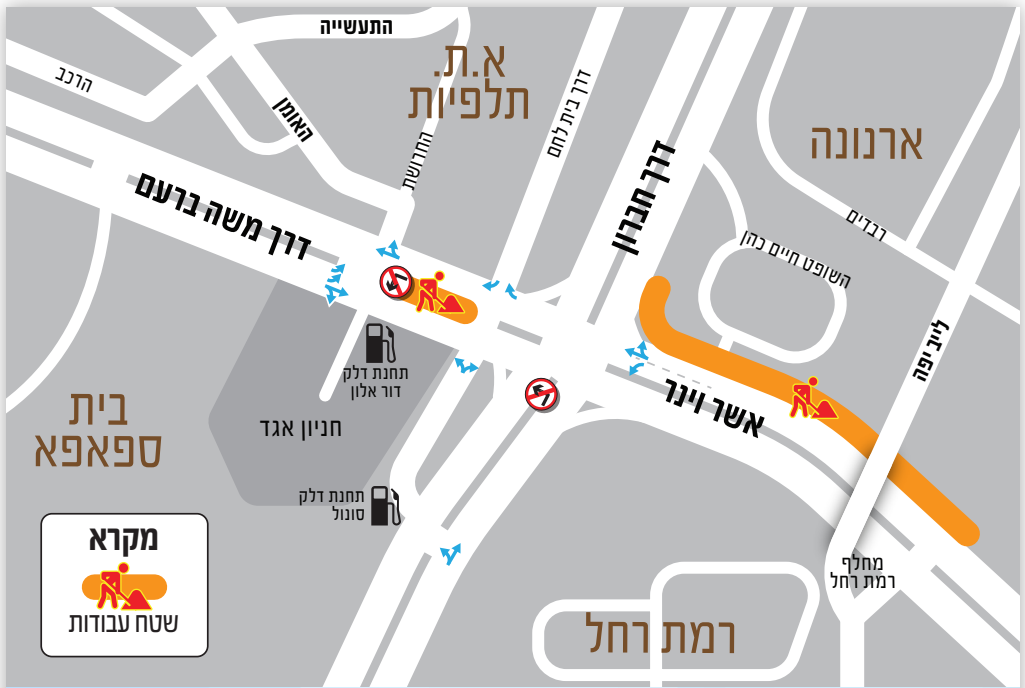 התעשייה
הרכב
א.ת.
תלפיות
האומן
החרושת
דרך בית לחם
דרך חברון
ארנונה
רבדים
השופט חיים כהן
לייב יפה
דרך משה ברעם
תחנת דלק
דור אלון
חניון אגד
אשר וינר
בית
ספאפא
תחנת דלק
סונול
מחלף
רמת רחל
רמת רחל
מקרא
שטח עבודות